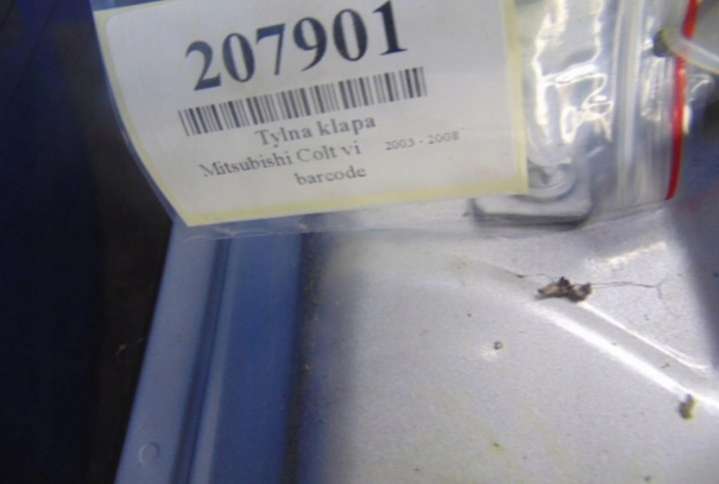 207901
Tylna klapa
Mitsubishi Colt vi 2003 - 2008
barcode